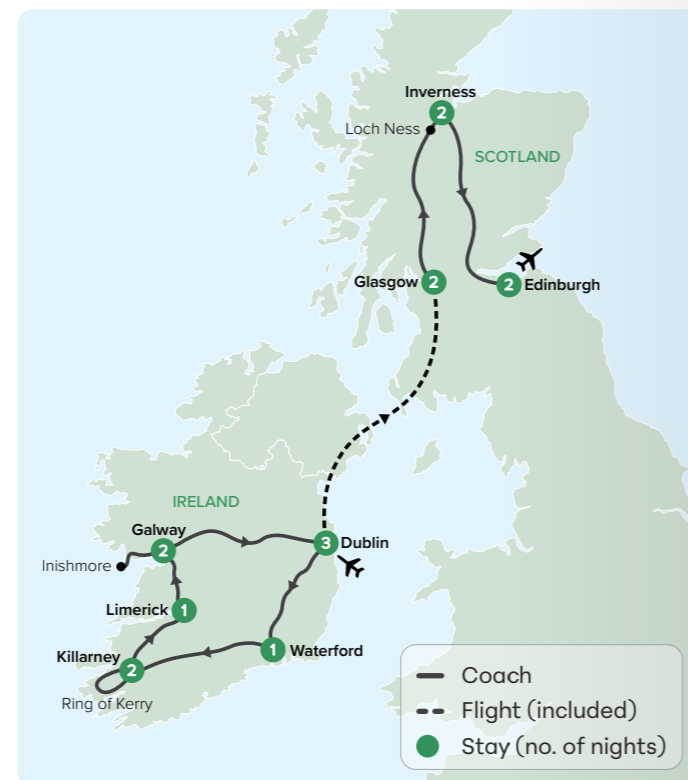 Inverness
2
Loch Ness
SCOTLAND
Glasgow
2
2
Edinburgh
IRELAND
Galway
2
3
Dublin
Inishmore
Limerick
1
Killarney
2
1
Waterford
Ring of Kerry
Coach
Flight (included)
Stay (no. of nights)